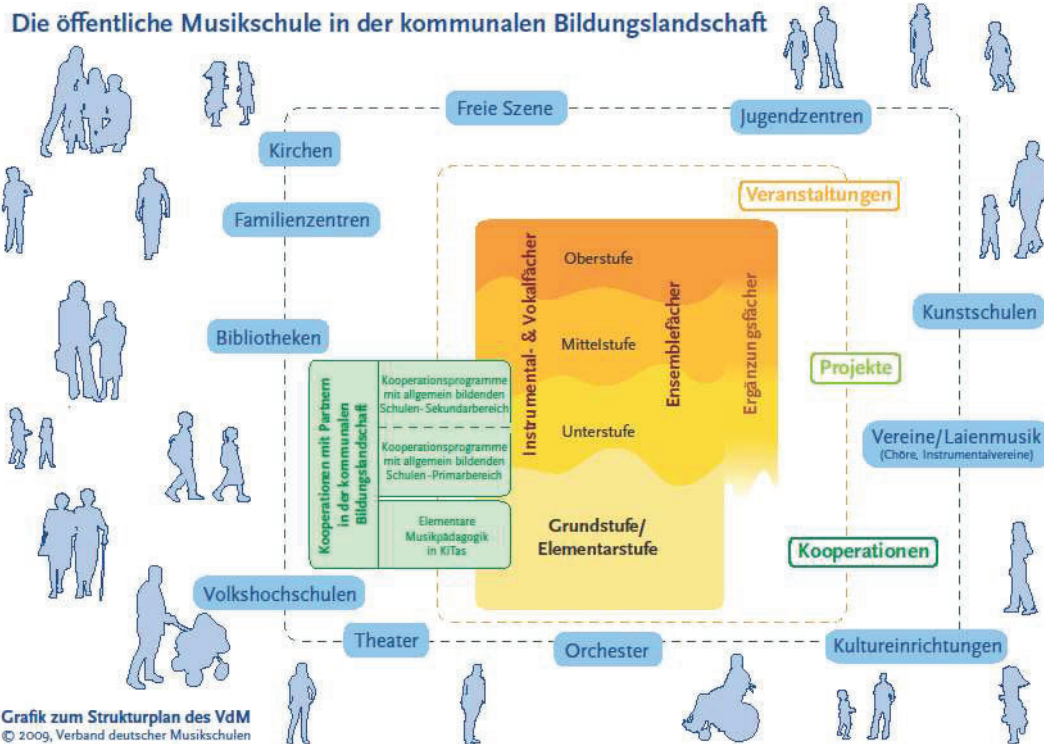 Die öffentliche Musikschule in der kommunalen Bildungslandschaft
Freie Szene
Jugendzentren
Kirchen
Veranstaltungen
Familienzentren
Instrumental- & Vokalfächer
Oberstufe
Ensemblefächer
Ergänzungsfächer
Kunstschulen
Bibliotheken
Mittelstufe
Projekte
Kooperationen mit Partnern
in der kommunalen
Bildungslandschaft
Kooperationsprogramme
mit allgemein bildenden
Schulen-Sekundarbereich
Unterstufe
Vereine/Laienmusik
(Chöre, Instrumentalvereine)
Kooperationsprogramme
mit allgemein bildenden
Schulen-Primarbereich
Elementare
Musikpädagogik
in KiTas
Grundstufe/
Elementarstufe
Kooperationen
Volkshochschulen
Theater
Orchester
Kultureinrichtungen
Grafik zum Strukturplan des VdM
© 2009, Verband deutscher Musikschulen